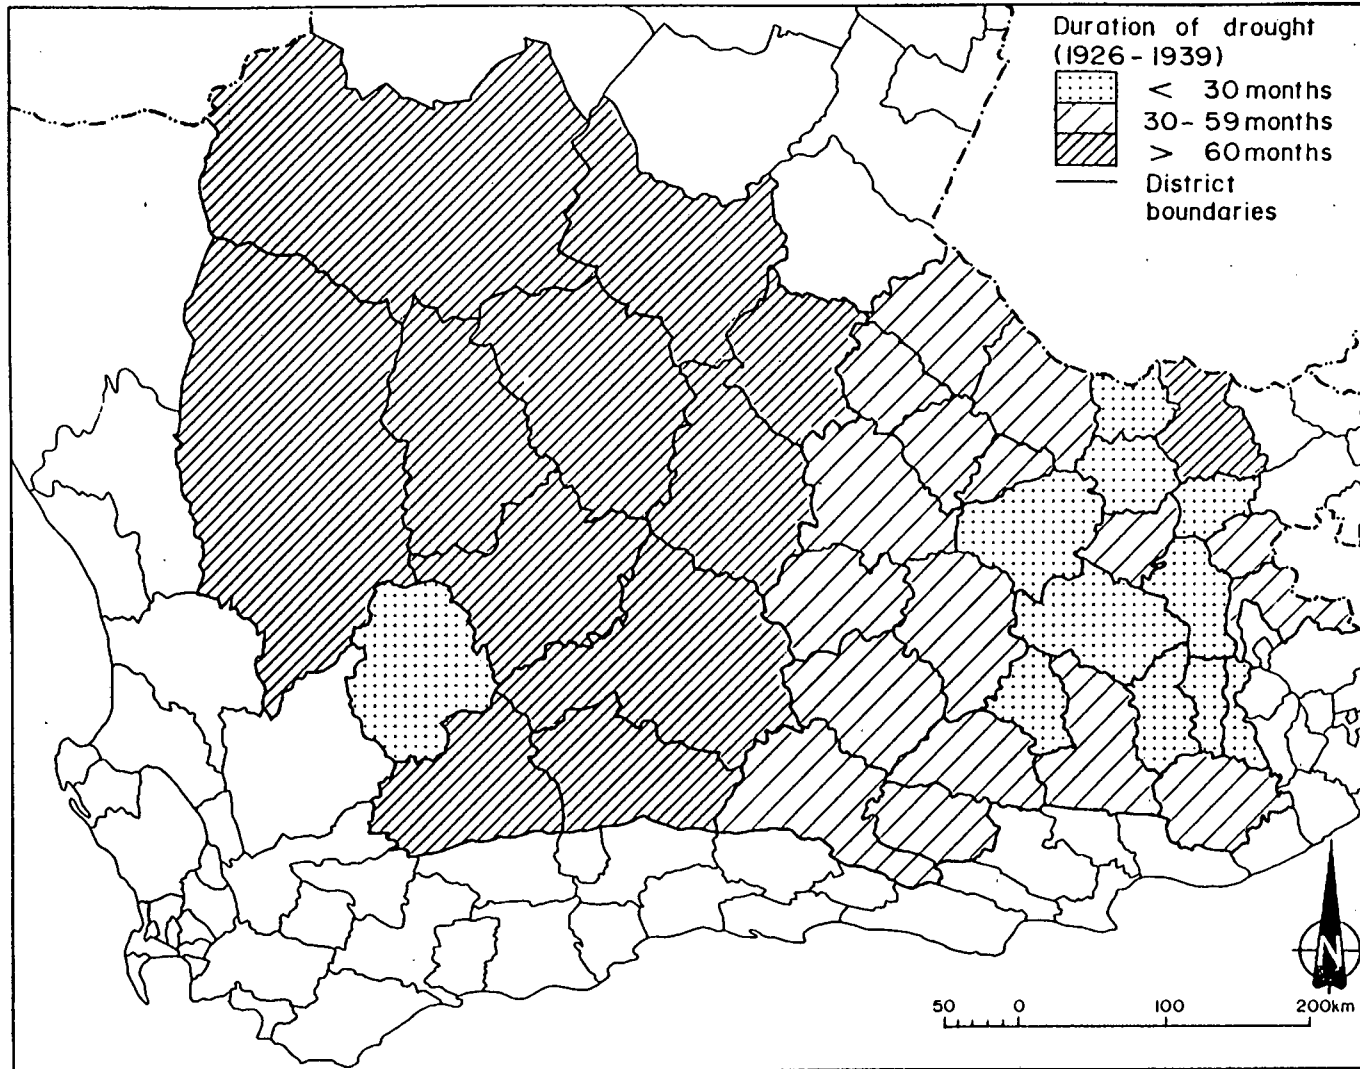 Duration of drought
(1926-1939)
< 30 months
30-59 months
> 60 months
District
boundaries
N
50 0 100 200km